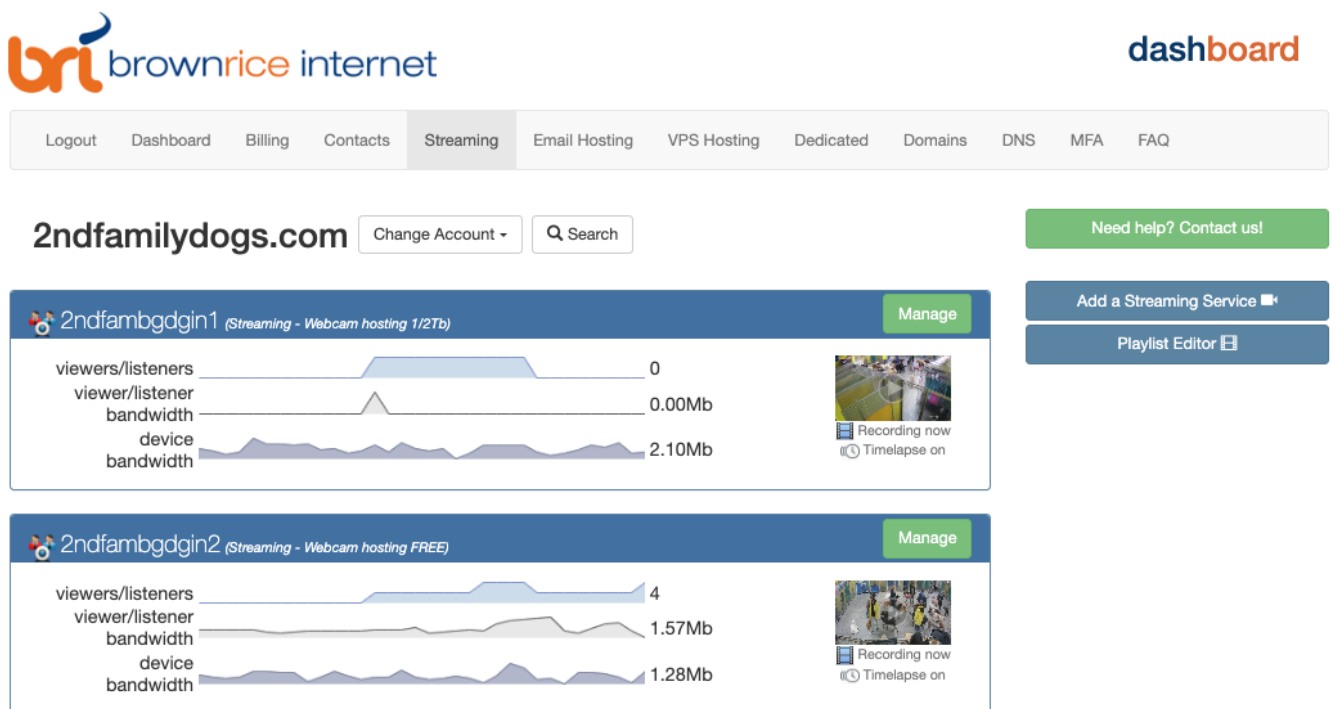 bri brownrice internet
dashboard
Logout Dashboard Billing Contacts Streaming Email Hosting VPS Hosting Dedicated Domains DNS MFA FAQ
2ndfamilydogs.com Change Account Search
Need help? Contact us!
Add a Streaming Service
Playlist Editor
2ndfambgdgin1 (Streaming - Webcam hosting 1/2Tb) Manage
viewers/listeners 0
viewer/listener
bandwidth 0.00Mb
device
bandwidth 2.10Mb
Recording now
Timelapse on
2ndfambgdgin2 (Streaming - Webcam hosting FREE) Manage
viewers/listeners 4
viewer/listener
bandwidth 1.57Mb
device
bandwidth 1.28Mb
Recording now
Timelapse on